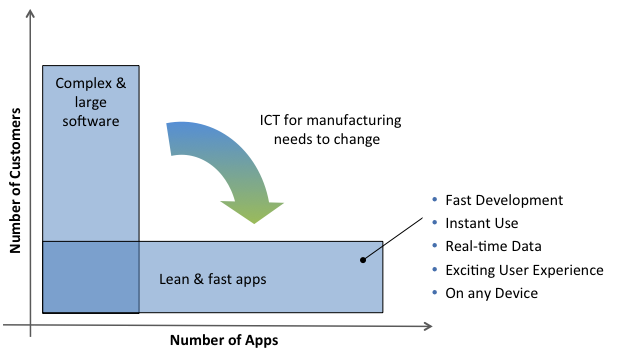 Number of Customers
Complex &
large
software
ICT for manufacturing
needs to change
Lean & fast apps
• Fast Development
• Instant Use
• Real-time Data
• Exciting User Experience
• On any Device
Number of Apps